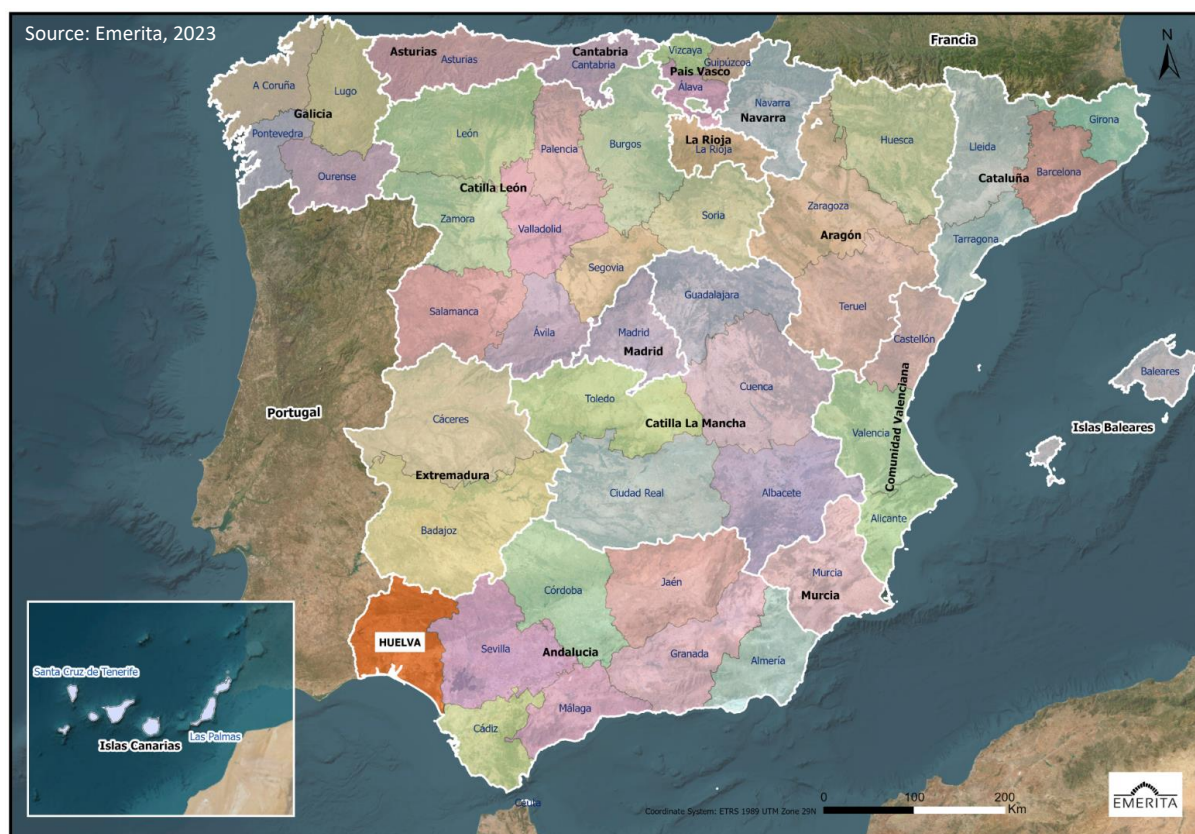 Source: Emerita, 2023
Francia
N
Asturias
Asturias
Cantabria
Cantabria
Vizcaya
Guipúzcoa
Pais Vasco
Álava
A Coruña
Lugo
Galicia
Pontevedra
Ourense
León
Palencia
Burgos
Navarra
Navarra
La Rioja
La Rioja
Huesca
Lleida
Girona
Barcelona
Cataluña
Tarragona
Catilla León
Zamora
Valladolid
Soria
Zaragoza
Aragón
Segovia
Salamanca
Ávila
Madrid
Madrid
Guadalajara
Teruel
Castellón
Baleares
Islas Baleares
Portugal
Cáceres
Toledo
Catilla La Mancha
Cuenca
Valencia
Comunidad Valenciana
Extremadura
Badajoz
Ciudad Real
Albacete
Aliçante
Murcia
Murcia
Córdoba
Jaén
HUELVA
Sevilla
Andalucia
Granada
Almería
Málaga
Cádiz
Ceuta
Santa Cruz de Tenerife
Islas Canarias
Las Palmas
Coordinate System: ETRS 1989 UTM Zone 29N
0 100 200
Km
EMERITA